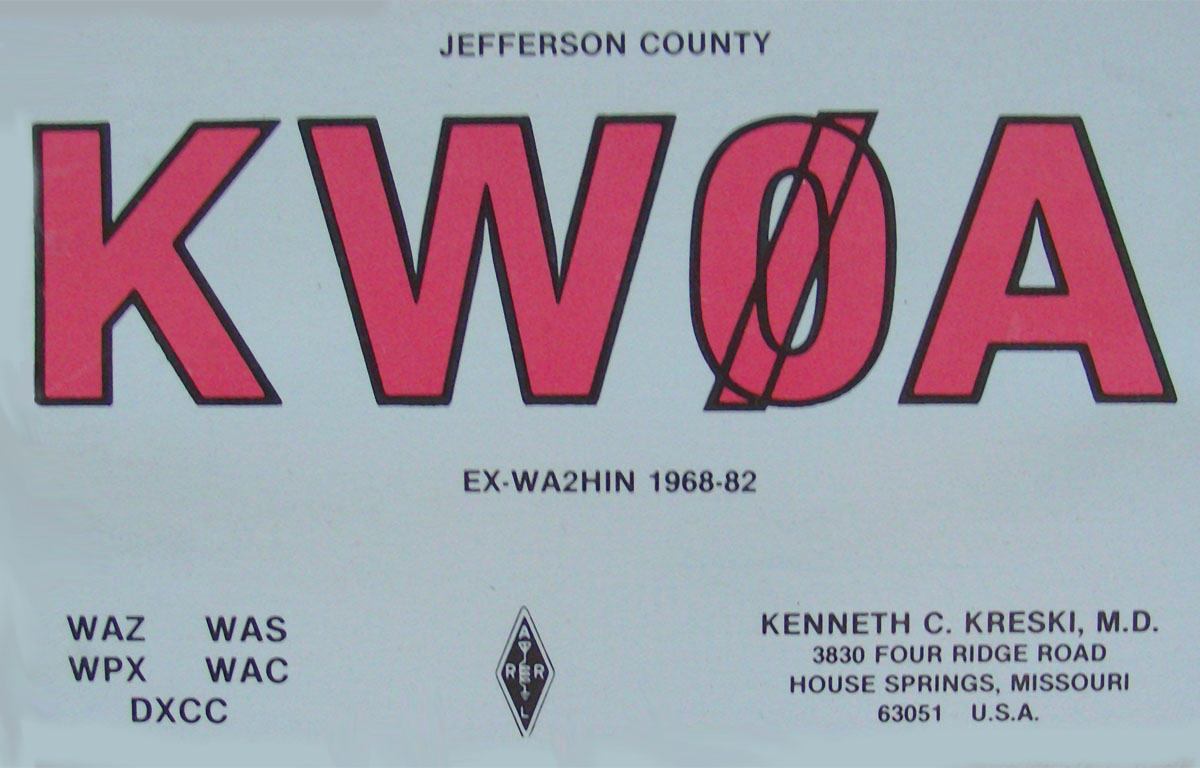 JEFFERSON COUNTY
KWØA
EX-WA2HIN 1968-82
WAZ WAS
WPX WAC
DXCC
A
R R
L
KENNETH C. KRESKI, M.D.
3830 FOUR RIDGE ROAD
HOUSE SPRINGS, MISSOURI
63051 U.S.A.